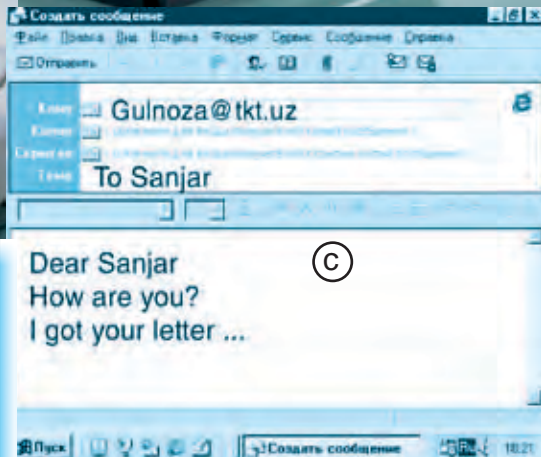 Создать сообщение
Файл Правка Вид Вставка Формат Сервис Сообщение Справка
Отправить
Кому: Gulnoza@tkt.uz
Копия:
Скрытая:
Тема: To Sanjar
Dear Sanjar
C
How are you?
I got your letter ...
Пуск Создать сообщение 18:21